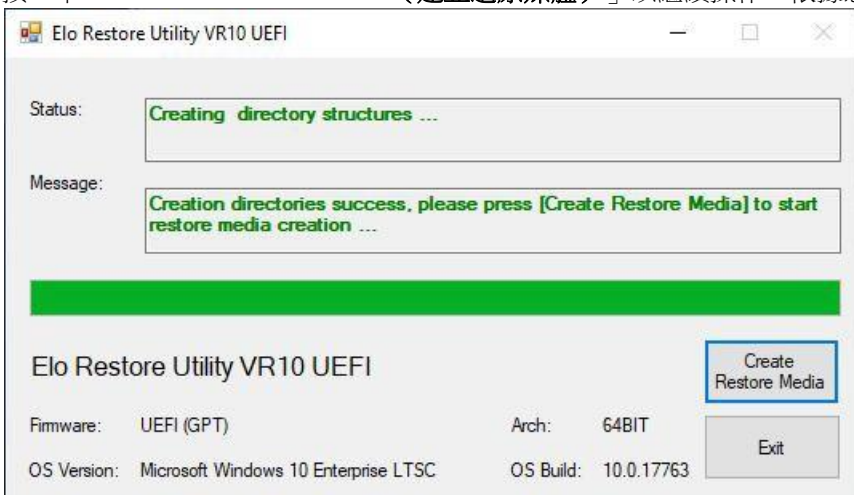 Elo Restore Utility VR10 UEFI
Status:
Creating directory structures ...
Message:
Creation directories success, please press [Create Restore Media] to start
restore media creation ...
Elo Restore Utility VR10 UEFI
Create
Restore Media
Firmware: UEFI (GPT) Arch: 64BIT
Exit
OS Version: Microsoft Windows 10 Enterprise LTSC OS Build: 10.0.17763